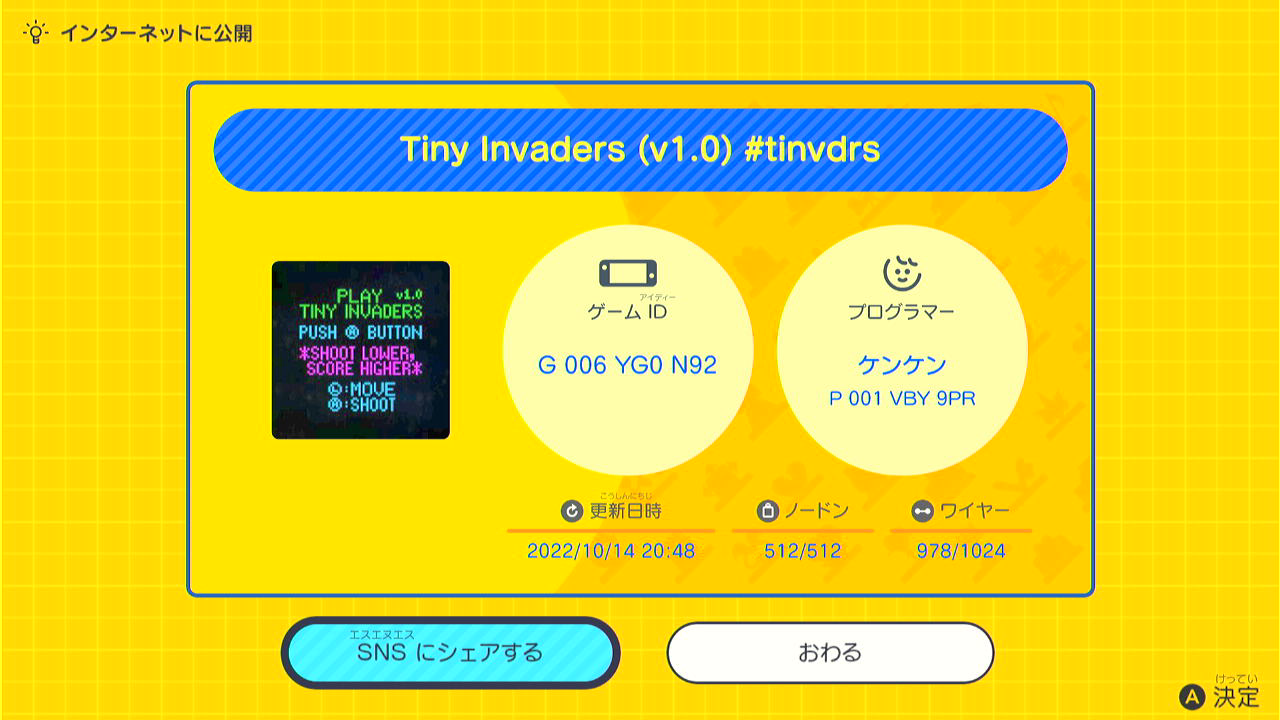 インターネットに公開
Tiny Invaders (v1.0) #tinvdrs
PLAY v1.0
TINY INVADERS
PUSH Ⓐ BUTTON
*SHOOT LOWER,
SCORE HIGHER*
Ⓛ:MOVE
Ⓐ:SHOOT
アイディー
ゲーム ID
G 006 YG0 N92
プログラマー
ケンケン
P 001 VBY 9PR
こうしんにちじ
更新日時
2022/10/14 20:48
ノードン
512/512
ワイヤー
978/1024
エスエヌエス
SNS にシェアする
おわる
けってい
A 決定